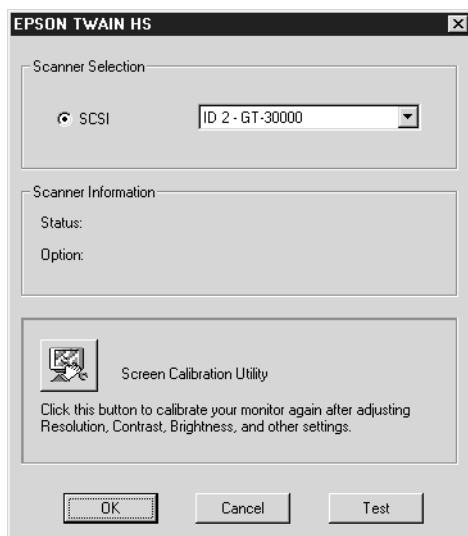 EPSON TWAIN HS
Scanner Selection
SCSI
ID 2 - GT-30000
Scanner Information
Status:
Option:
Screen Calibration Utility
Click this button to calibrate your monitor again after adjusting
Resolution, Contrast, Brightness, and other settings.
OK
Cancel
Test